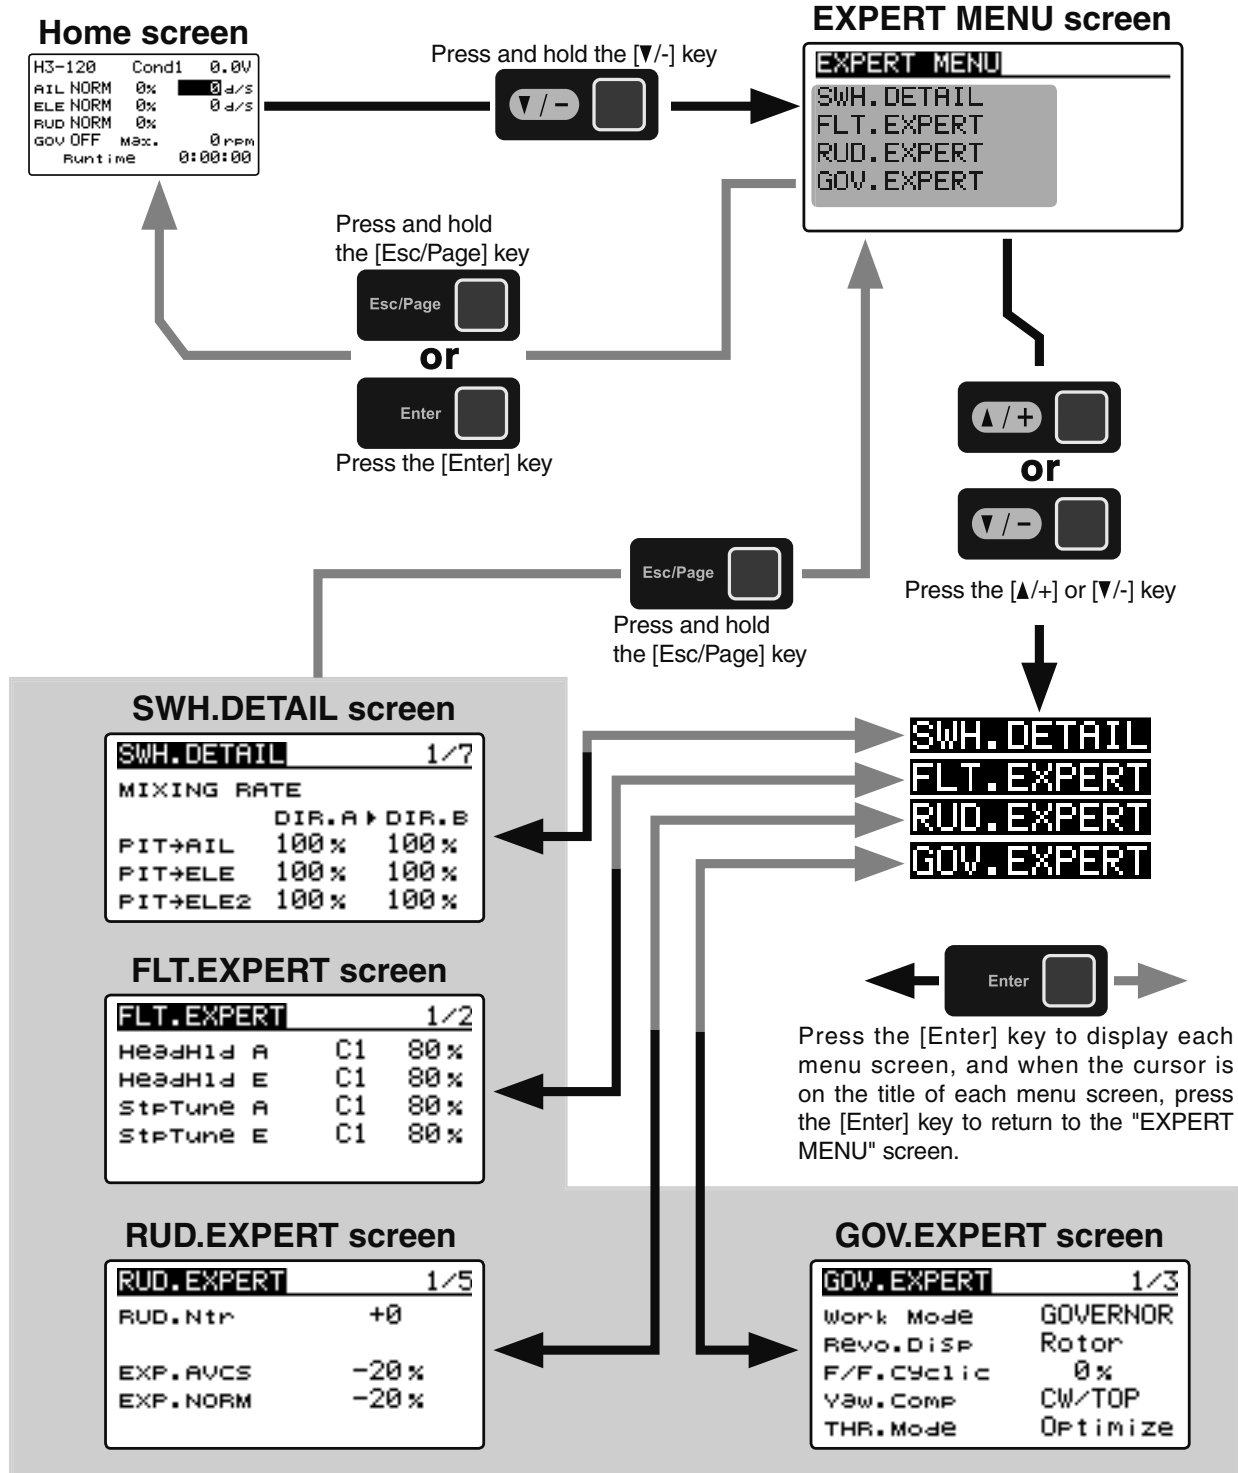 Home screen
EXPERT MENU screen
H3-120 Cond1 0.0V
AIL NORM 0% 0 d/s
ELE NORM 0% 0 d/s
RUD NORM 0%
GOV OFF Max. 0 rpm
Runtime 0:00:00
Press and hold the [▼/-] key
▼/−
EXPERT MENU
SWH.DETAIL
FLT.EXPERT
RUD.EXPERT
GOV.EXPERT
Press and hold
the [Esc/Page] key
Esc/Page
or
Enter
Press the [Enter] key
▲/+
or
▼/−
Press the [▲/+] or [▼/-] key
Esc/Page
Press and hold
the [Esc/Page] key
SWH.DETAIL
FLT.EXPERT
RUD.EXPERT
GOV.EXPERT
Enter
Press the [Enter] key to display each
menu screen, and when the cursor is
on the title of each menu screen, press
the [Enter] key to return to the "EXPERT
MENU" screen.
SWH.DETAIL screen
SWH.DETAIL 1/7
MIXING RATE
DIR.A▶DIR.B
PIT→AIL 100% 100%
PIT→ELE 100% 100%
PIT→ELE2 100% 100%
FLT.EXPERT screen
FLT.EXPERT 1/2
HeadHld A C1 80%
HeadHld E C1 80%
StpTune A C1 80%
StpTune E C1 80%
RUD.EXPERT screen
RUD.EXPERT 1/5
RUD.Ntr +0
EXP.AVCS -20%
EXP.NORM -20%
GOV.EXPERT screen
GOV.EXPERT 1/3
Work Mode GOVERNOR
Revo.Disp Rotor
F/F.Cyclic 0%
Yaw.Comp CW/TOP
THR.Mode Optimize